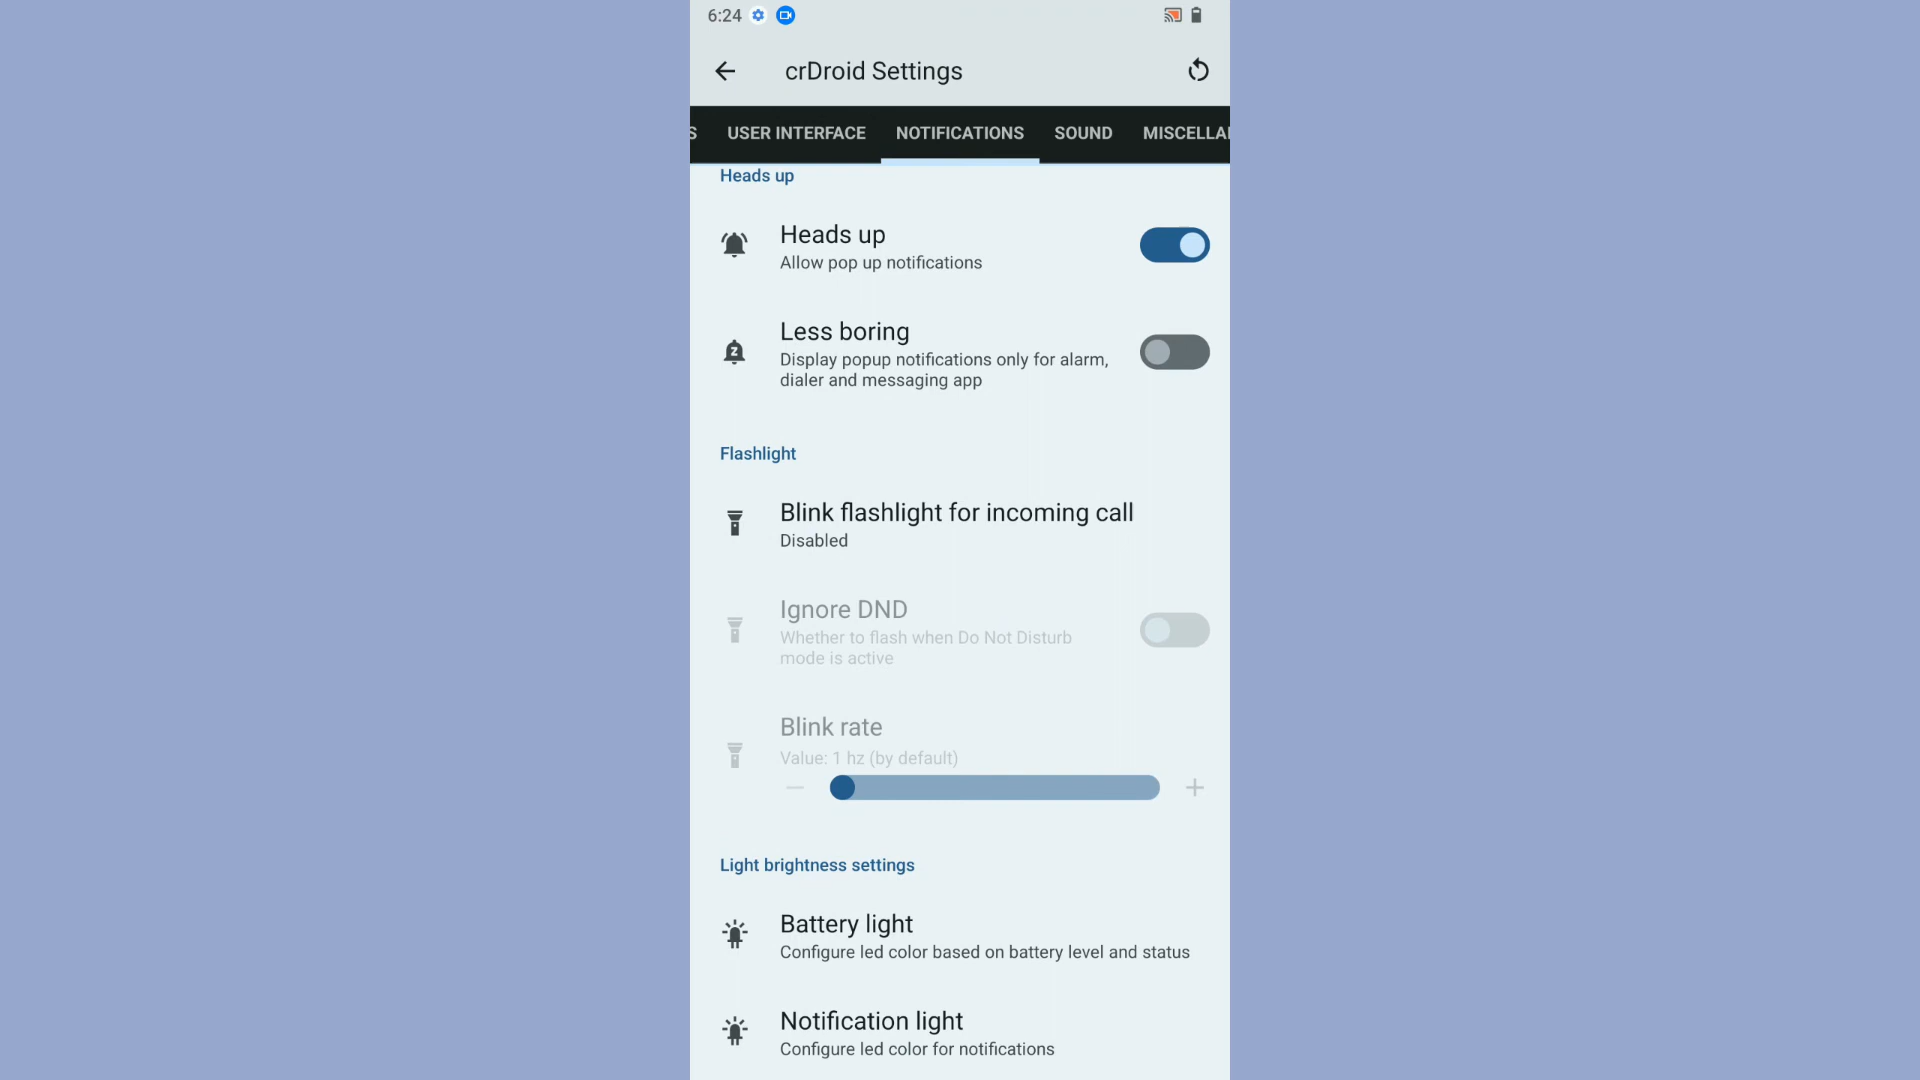 6:24
crDroid Settings
S USER INTERFACE NOTIFICATIONS SOUND MISCELLA
Heads up
Heads up
Allow pop up notifications
Less boring
Display popup notifications only for alarm,
dialer and messaging app
Flashlight
Blink flashlight for incoming call
Disabled
Ignore DND
Whether to flash when Do Not Disturb
mode is active
Blink rate
Value: 1 hz (by default)
Light brightness settings
Battery light
Configure led color based on battery level and status
Notification light
Configure led color for notifications